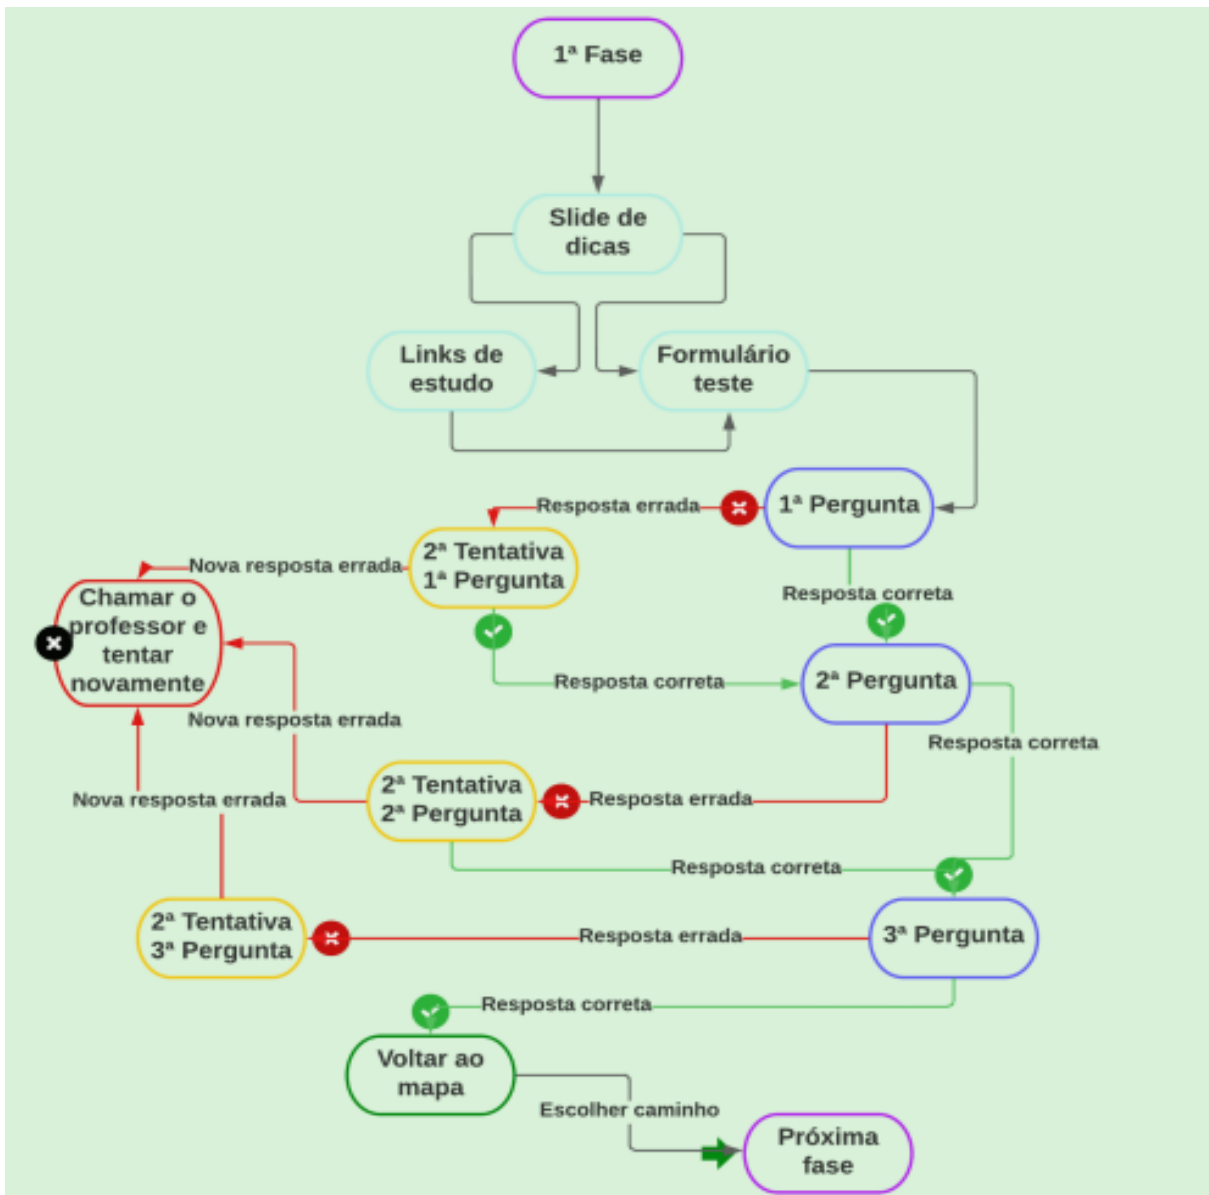 1ª Fase
Slide de
dicas
Links de
estudo
Formulário
teste
1ª Pergunta
Resposta errada
2ª Tentativa
1ª Pergunta
Nova resposta errada
Chamar o
professor e
tentar
novamente
Resposta correta
Resposta correta
2ª Pergunta
Nova resposta errada
Resposta correta
2ª Tentativa
2ª Pergunta
Resposta errada
Nova resposta errada
Resposta correta
2ª Tentativa
3ª Pergunta
Resposta errada
3ª Pergunta
Resposta correta
Voltar ao
mapa
Escolher caminho
Próxima
fase